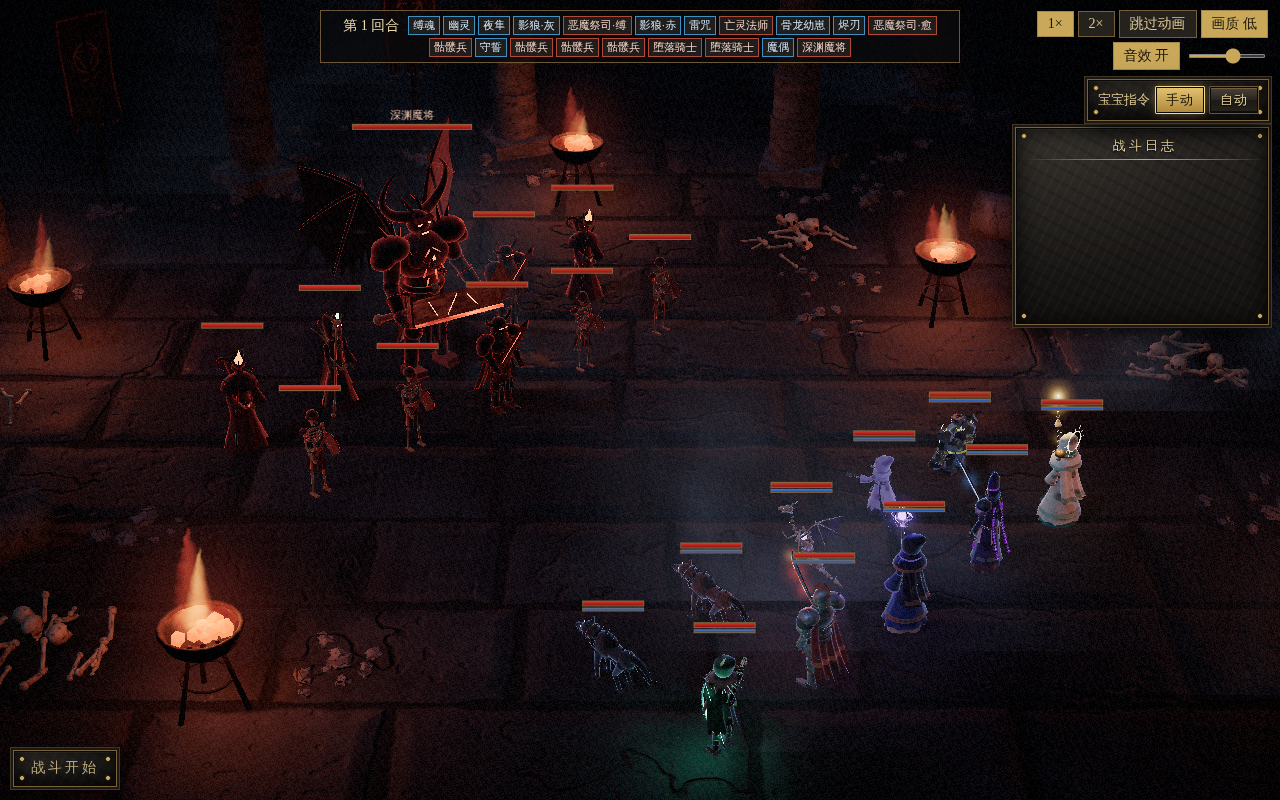 第 1 回合 缚魂 幽灵 夜隼 影狼·灰 恶魔祭司·缚 影狼·赤 雷咒 亡灵法师 骨龙幼崽 烬刃 恶魔祭司·愈
骷髅兵 守誓 骷髅兵 骷髅兵 骷髅兵 堕落骑士 堕落骑士 魔偶 深渊魔将
1× 2× 跳过动画 画质 低
音效 开
宝宝指令 手动 自动
战斗日志
深渊魔将
战斗开始